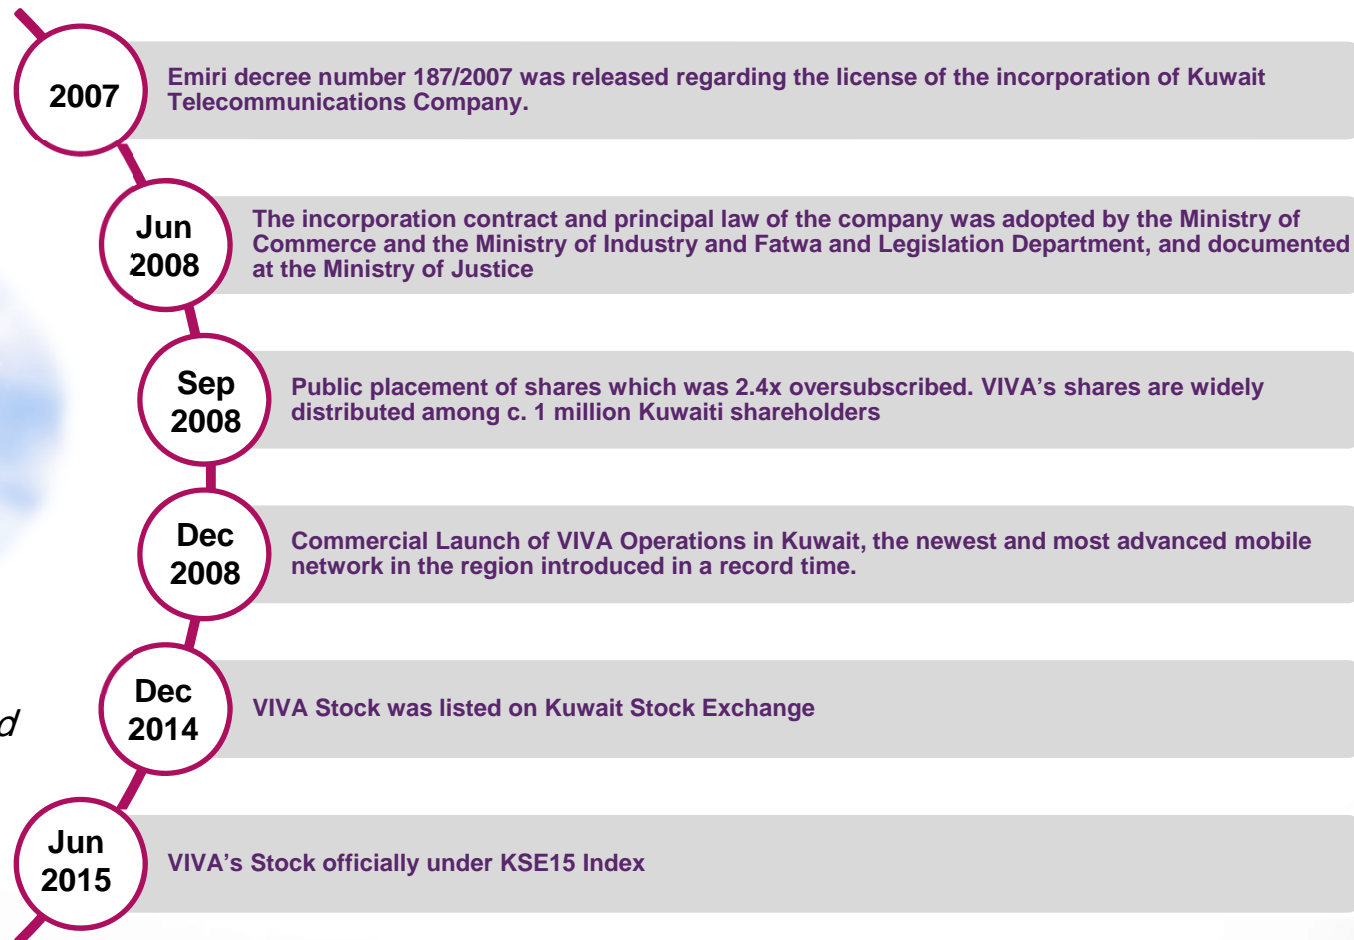 2007
Emiri decree number 187/2007 was released regarding the license of the incorporation of Kuwait
Telecommunications Company.
Jun
2008
The incorporation contract and principal law of the company was adopted by the Ministry of
Commerce and the Ministry of Industry and Fatwa and Legislation Department, and documented
at the Ministry of Justice
Sep
2008
Public placement of shares which was 2.4x oversubscribed. VIVA’s shares are widely
distributed among c. 1 million Kuwaiti shareholders
Dec
2008
Commercial Launch of VIVA Operations in Kuwait, the newest and most advanced mobile
network in the region introduced in a record time.
Dec
2014
VIVA Stock was listed on Kuwait Stock Exchange
Jun
2015
VIVA’s Stock officially under KSE15 Index